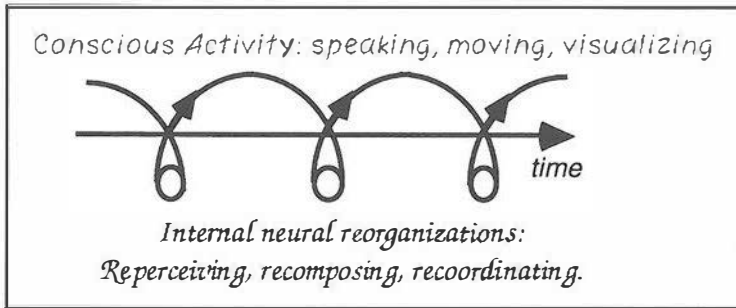 Conscious Activity: speaking, moving, visualizing
time
Internal neural reorganizations:
Reperceiving, recomposing, recoordinating.